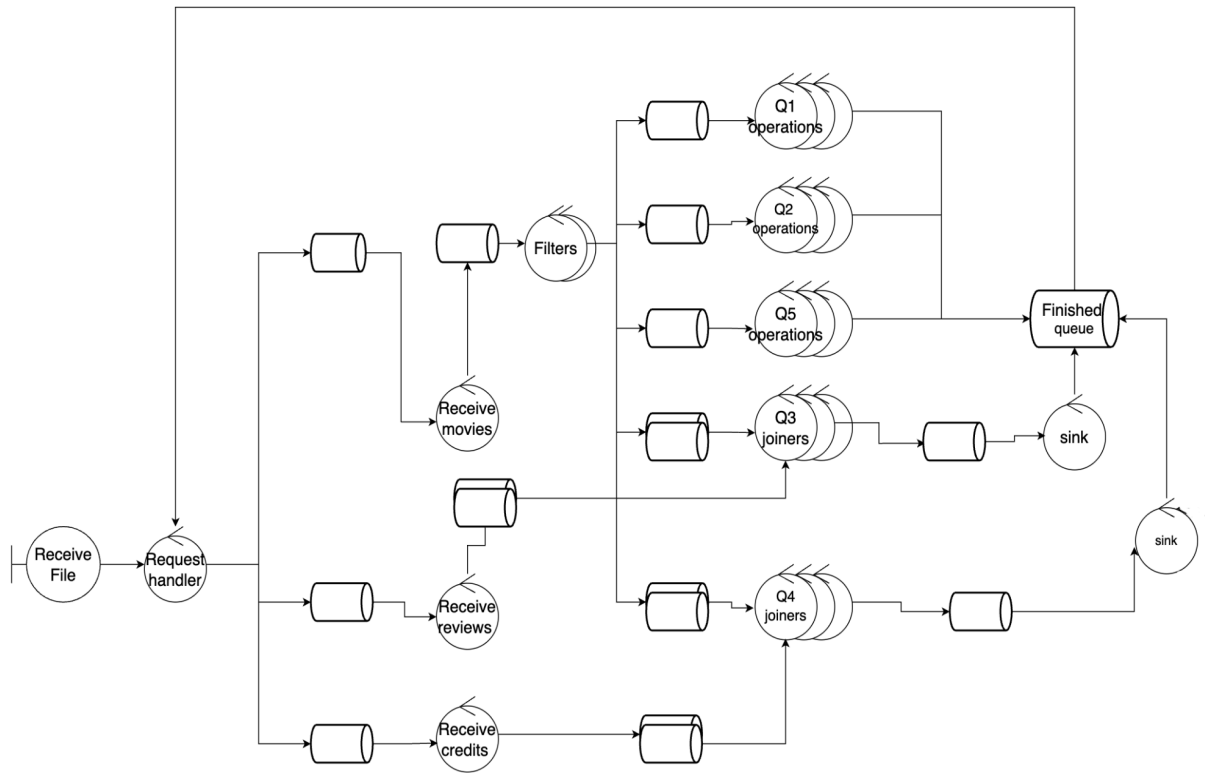 Q1
operations
Q2
operations
Filters
Q5
operations
Finished
queue
Receive
movies
Q3
joiners
sink
Receive
File
Request
handler
Receive
reviews
Q4
joiners
sink
Receive
credits